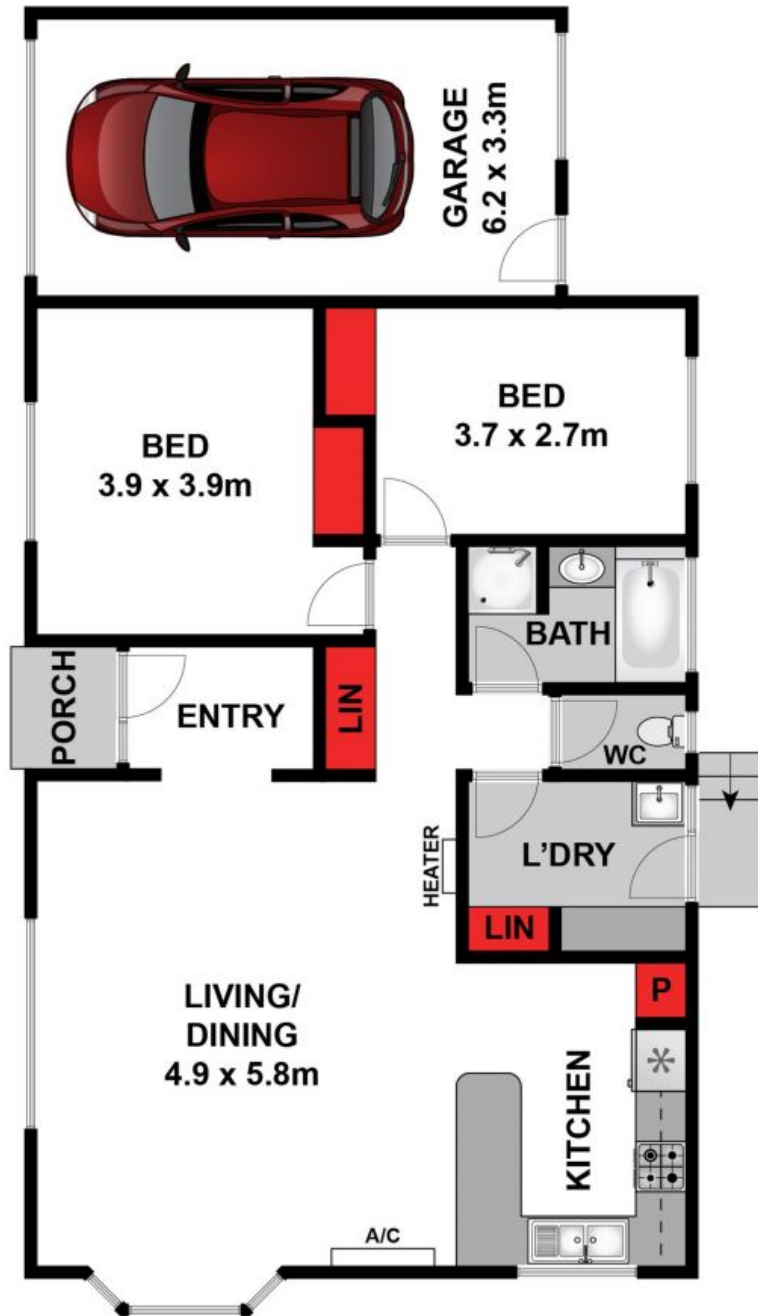 GARAGE
6.2 x 3.3m
BED
3.9 x 3.9m
BED
3.7 x 2.7m
BATH
PORCH
ENTRY
LIN
WC
L'DRY
HEATER
LIN
P
LIVING/
DINING
4.9 x 5.8m
KITCHEN
A/C